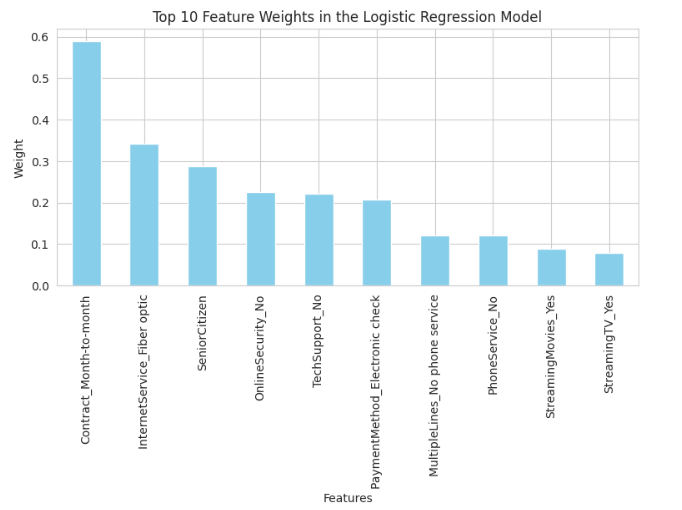 Top 10 Feature Weights in the Logistic Regression Model
Weight
0.6
0.5
0.4
0.3
0.2
0.1
0.0
Contract_Month-to-month
InternetService_Fiber optic
SeniorCitizen
OnlineSecurity_No
TechSupport_No
PaymentMethod_Electronic check
MultipleLines_No phone service
PhoneService_No
StreamingMovies_Yes
StreamingTV_Yes
Features